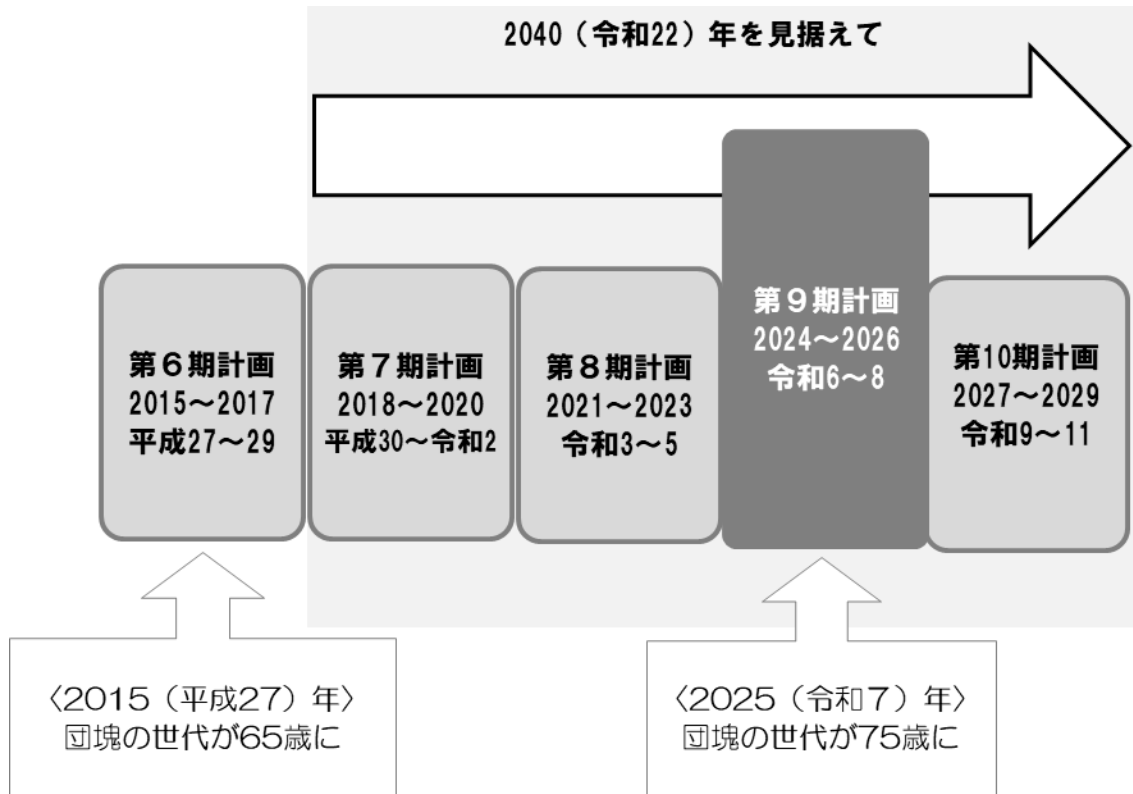 2040（令和22）年を見据えて
第６期計画
2015～2017
平成27～29
第７期計画
2018～2020
平成30～令和2
第８期計画
2021～2023
令和3～5
第９期計画
2024～2026
令和6～8
第10期計画
2027～2029
令和9～11
〈2015（平成27）年〉
団塊の世代が65歳に
〈2025（令和７）年〉
団塊の世代が75歳に